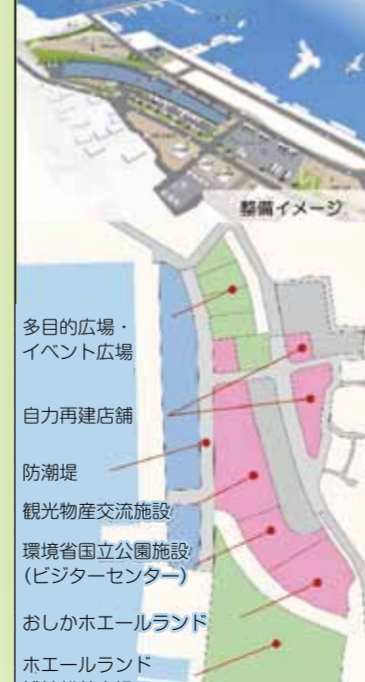 整備イメージ
多目的広場・
イベント広場
自力再建店舗
防潮堤
観光物産交流施設
環境省国立公園施設
(ビジターセンター)
おしかホエールランド
ホエールランド